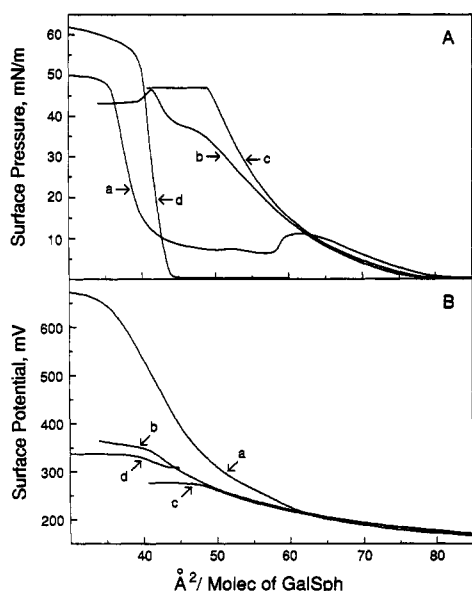 A
Surface Pressure, mN/m
60
50
40
30
20
10
a
d
b
c
B
Surface Potential, mV
600
500
400
300
200
b
d
c
a
40 50 60 70 80
Å²/ Molec of GalSph